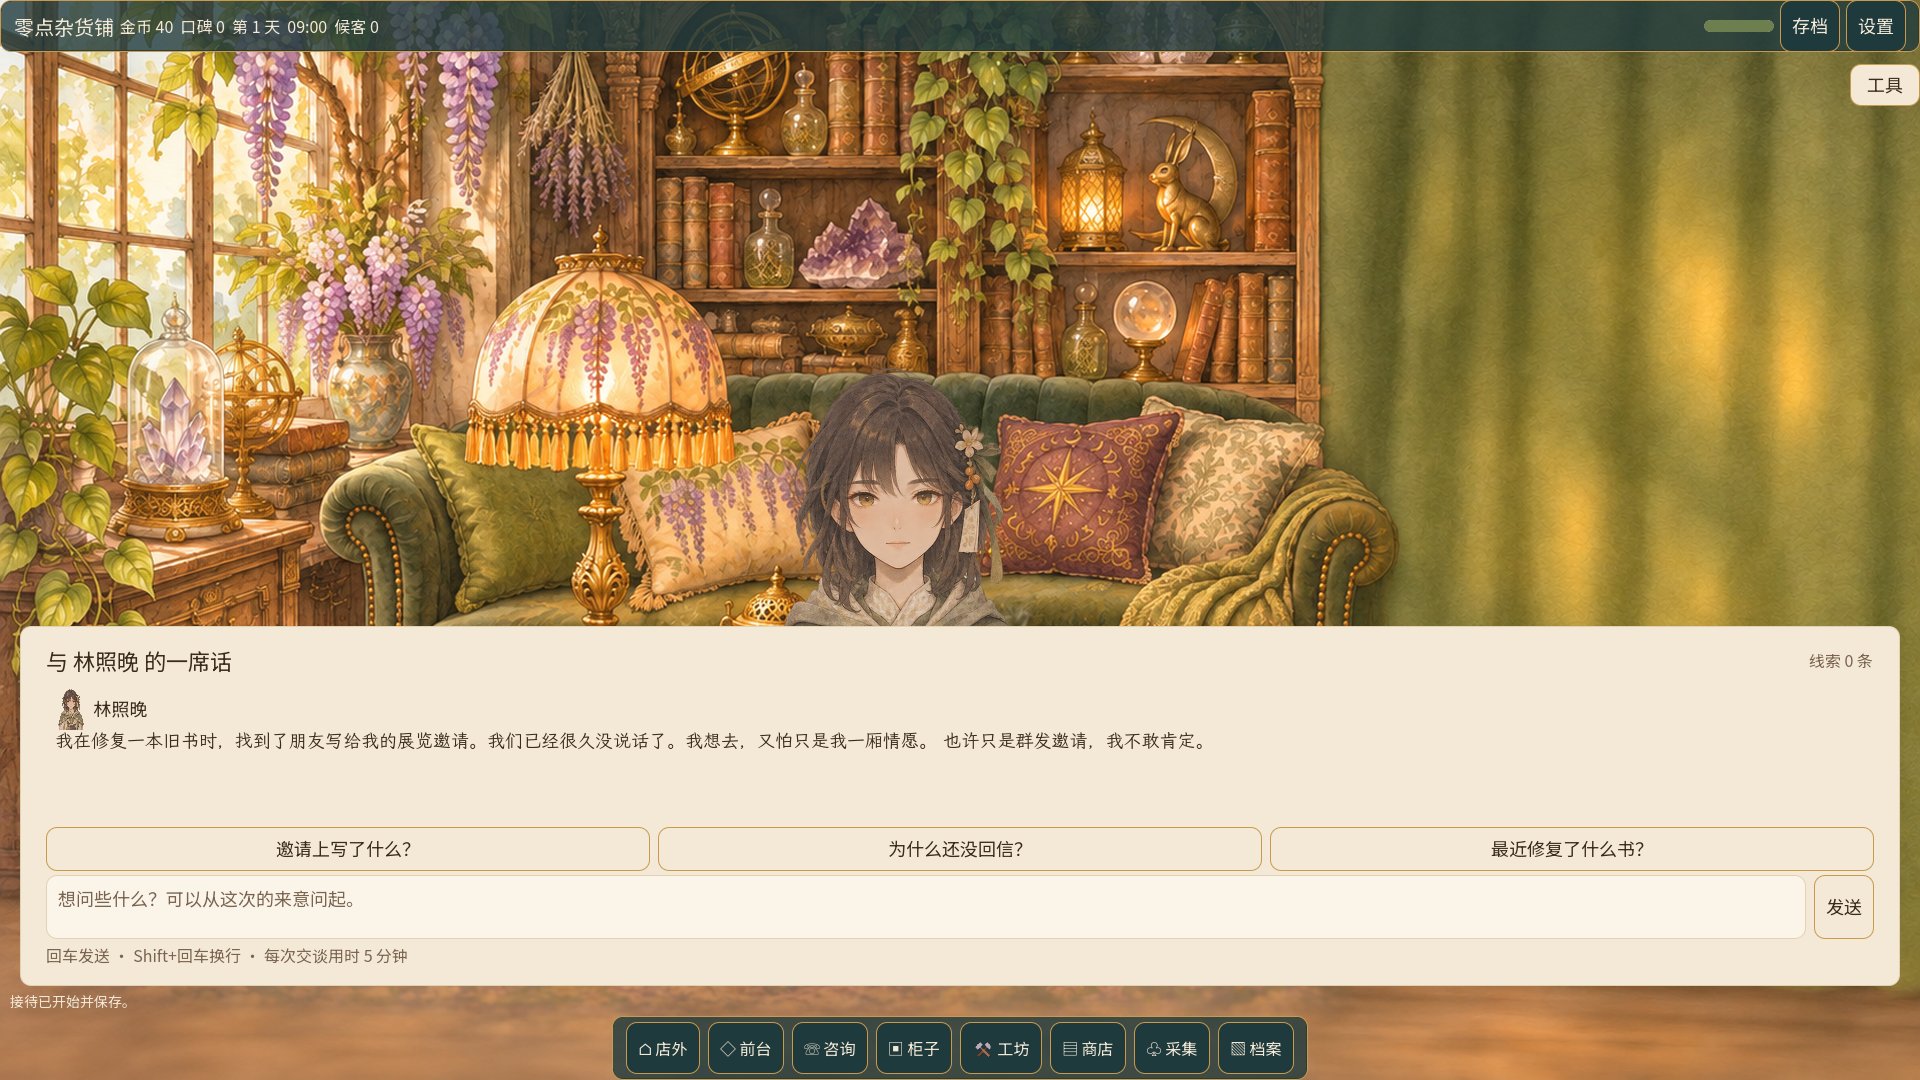 零点杂货铺 金币 40 口碑 0 第 1 天 09:00 候客 0
存档
设置
工具
与 林照晚 的一席话
线索 0 条
林照晚
我在修复一本旧书时，找到了朋友写给我的展览邀请。我们已经很久没说话了。我想去，又怕只是我一厢情愿。 也许只是群发邀请，我不敢肯定。
邀请上写了什么？
为什么还没回信？
最近修复了什么书？
想问些什么？可以从这次的来意问起。
发送
回车发送 · Shift+回车换行 · 每次交谈用时 5 分钟
接待已开始并保存。
店外
前台
咨询
柜子
工坊
商店
采集
档案